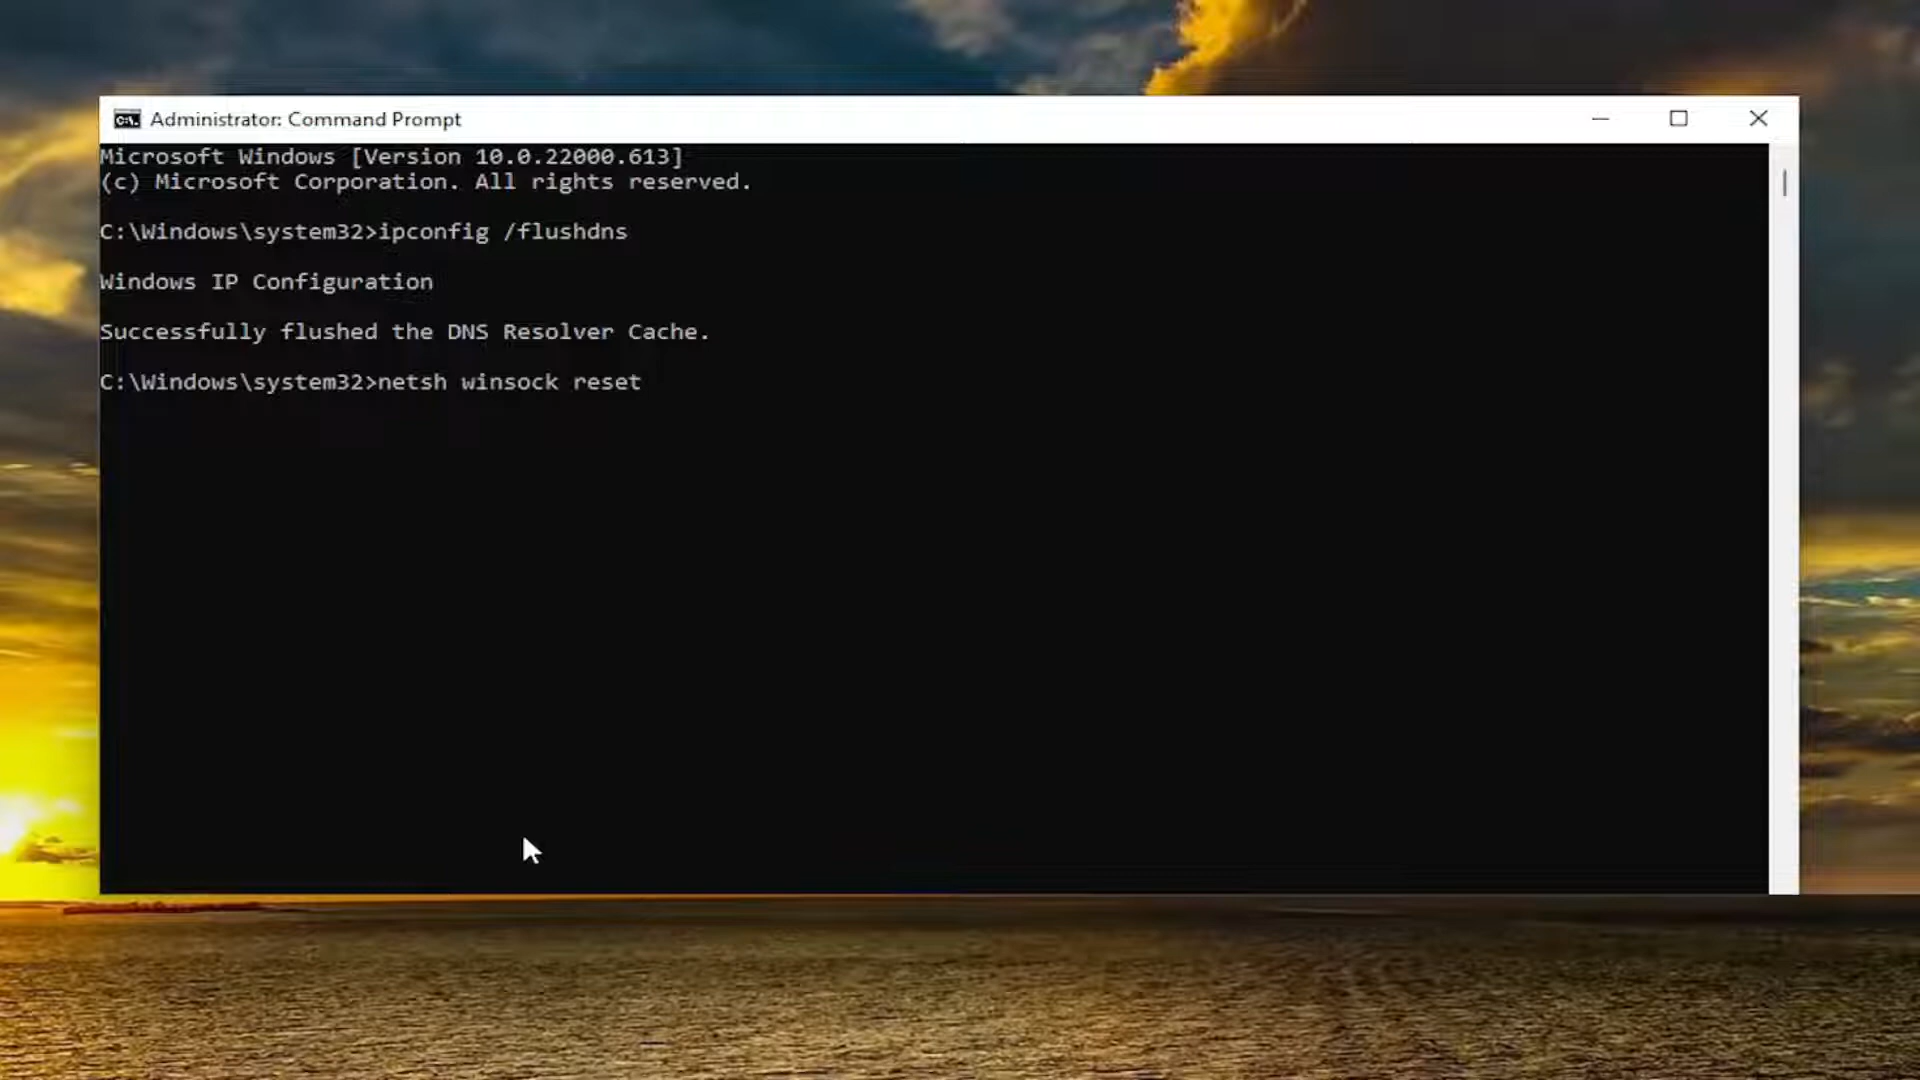 Administrator: Command Prompt
Microsoft Windows [Version 10.0.22000.613]
(c) Microsoft Corporation. All rights reserved.
C:\Windows\system32>ipconfig /flushdns
Windows IP Configuration
Successfully flushed the DNS Resolver Cache.
C:\Windows\system32>netsh winsock reset